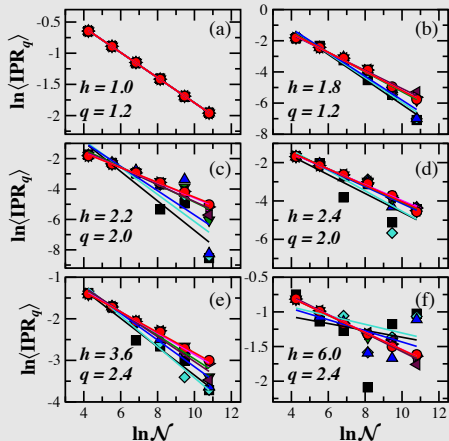 (a)
-0.5
-1
-1.5
-2
h = 1.0
q = 1.2
ln⟨IPR_q⟩
(b)
-2
-4
-6
-8
h = 1.8
q = 1.2
(c)
-2
-4
-6
-8
h = 2.2
q = 2.0
ln⟨IPR_q⟩
(d)
-2
-4
-6
h = 2.4
q = 2.0
(e)
-1
-2
-3
-4
h = 3.6
q = 2.4
ln⟨IPR_q⟩
4 6 8 10 12
ln 𝒩
(f)
-0.5
-1
-1.5
-2
h = 6.0
q = 2.4
4 6 8 10 12
ln 𝒩